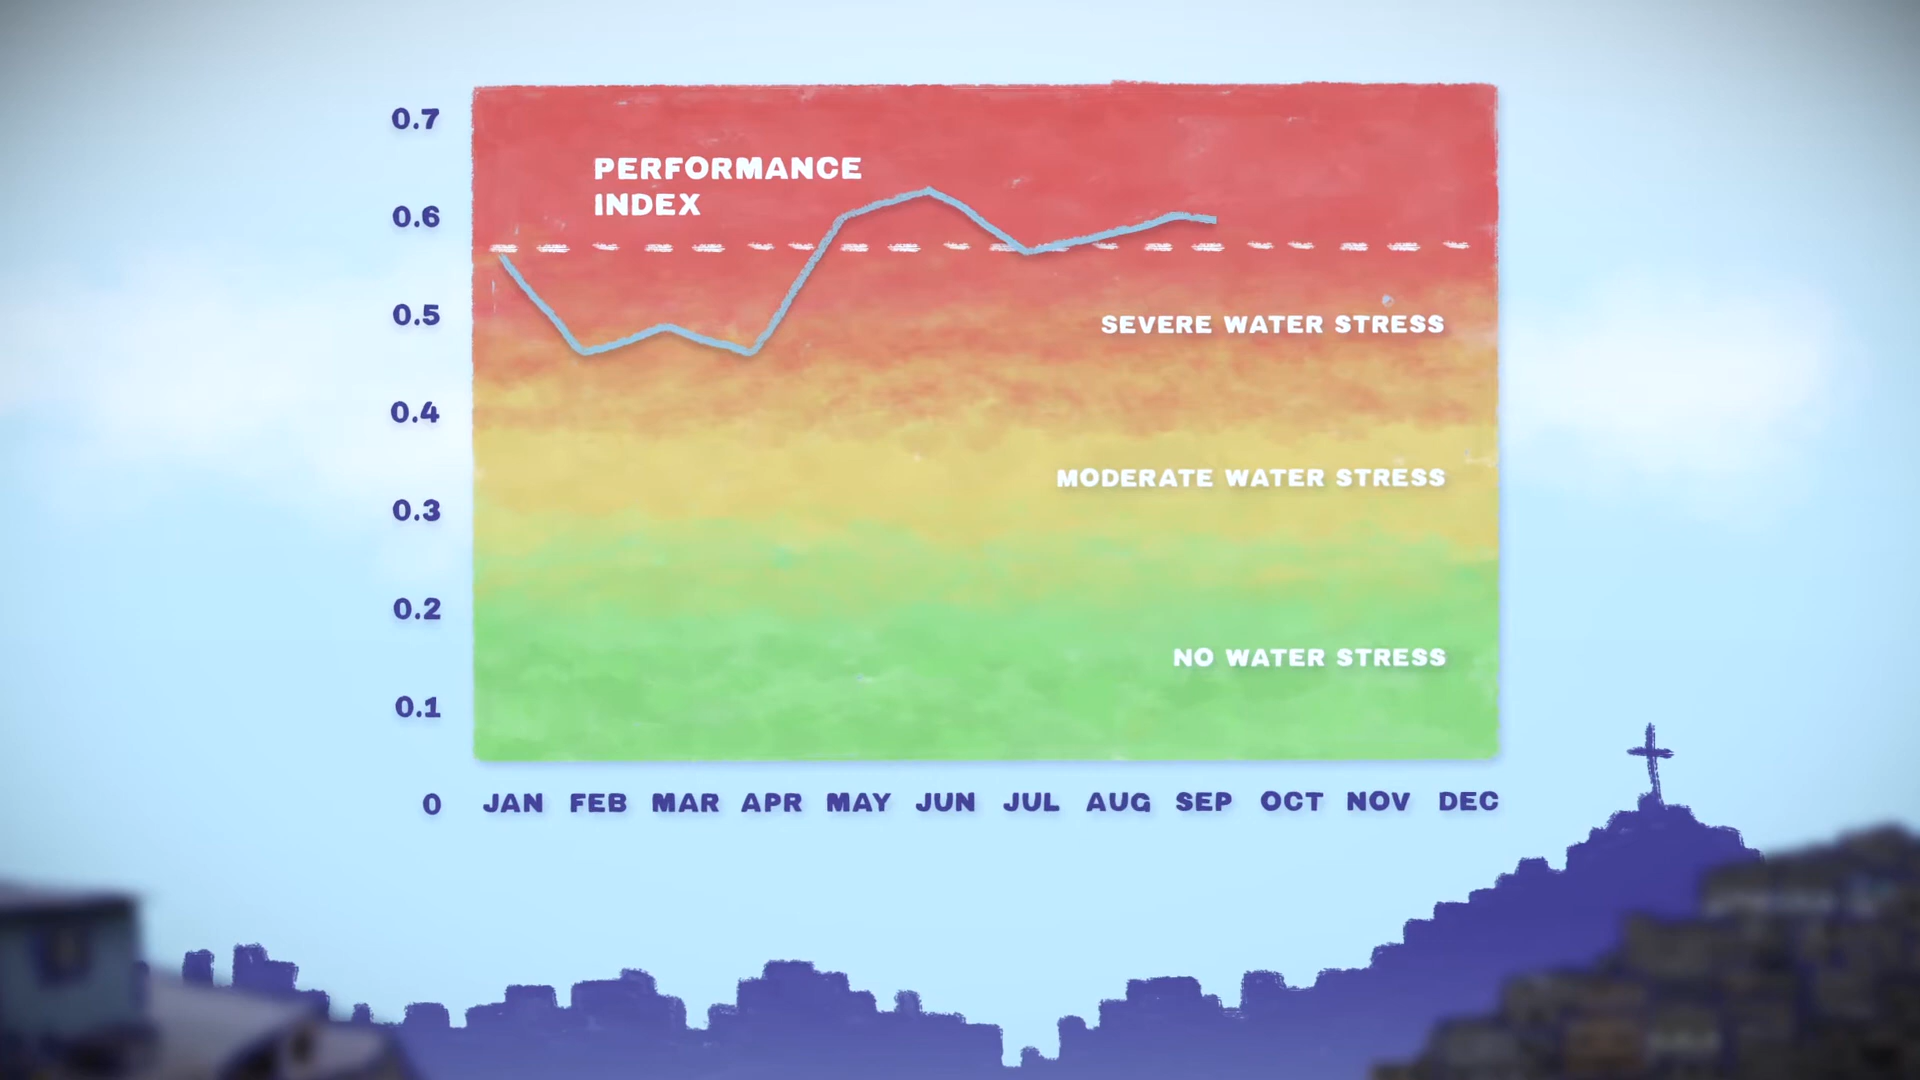 0.7
PERFORMANCE
INDEX
0.6
0.5
SEVERE WATER STRESS
0.4
MODERATE WATER STRESS
0.3
0.2
NO WATER STRESS
0.1
0 JAN FEB MAR APR MAY JUN JUL AUG SEP OCT NOV DEC